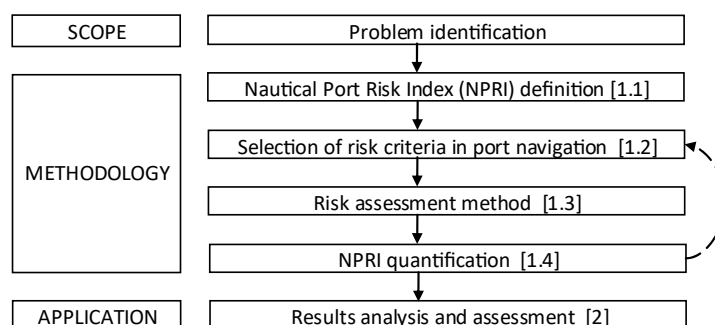 SCOPE
Problem identification
Nautical Port Risk Index (NPRI) definition [1.1]
Selection of risk criteria in port navigation [1.2]
METHODOLOGY
Risk assessment method [1.3]
NPRI quantification [1.4]
APPLICATION
Results analysis and assessment [2]